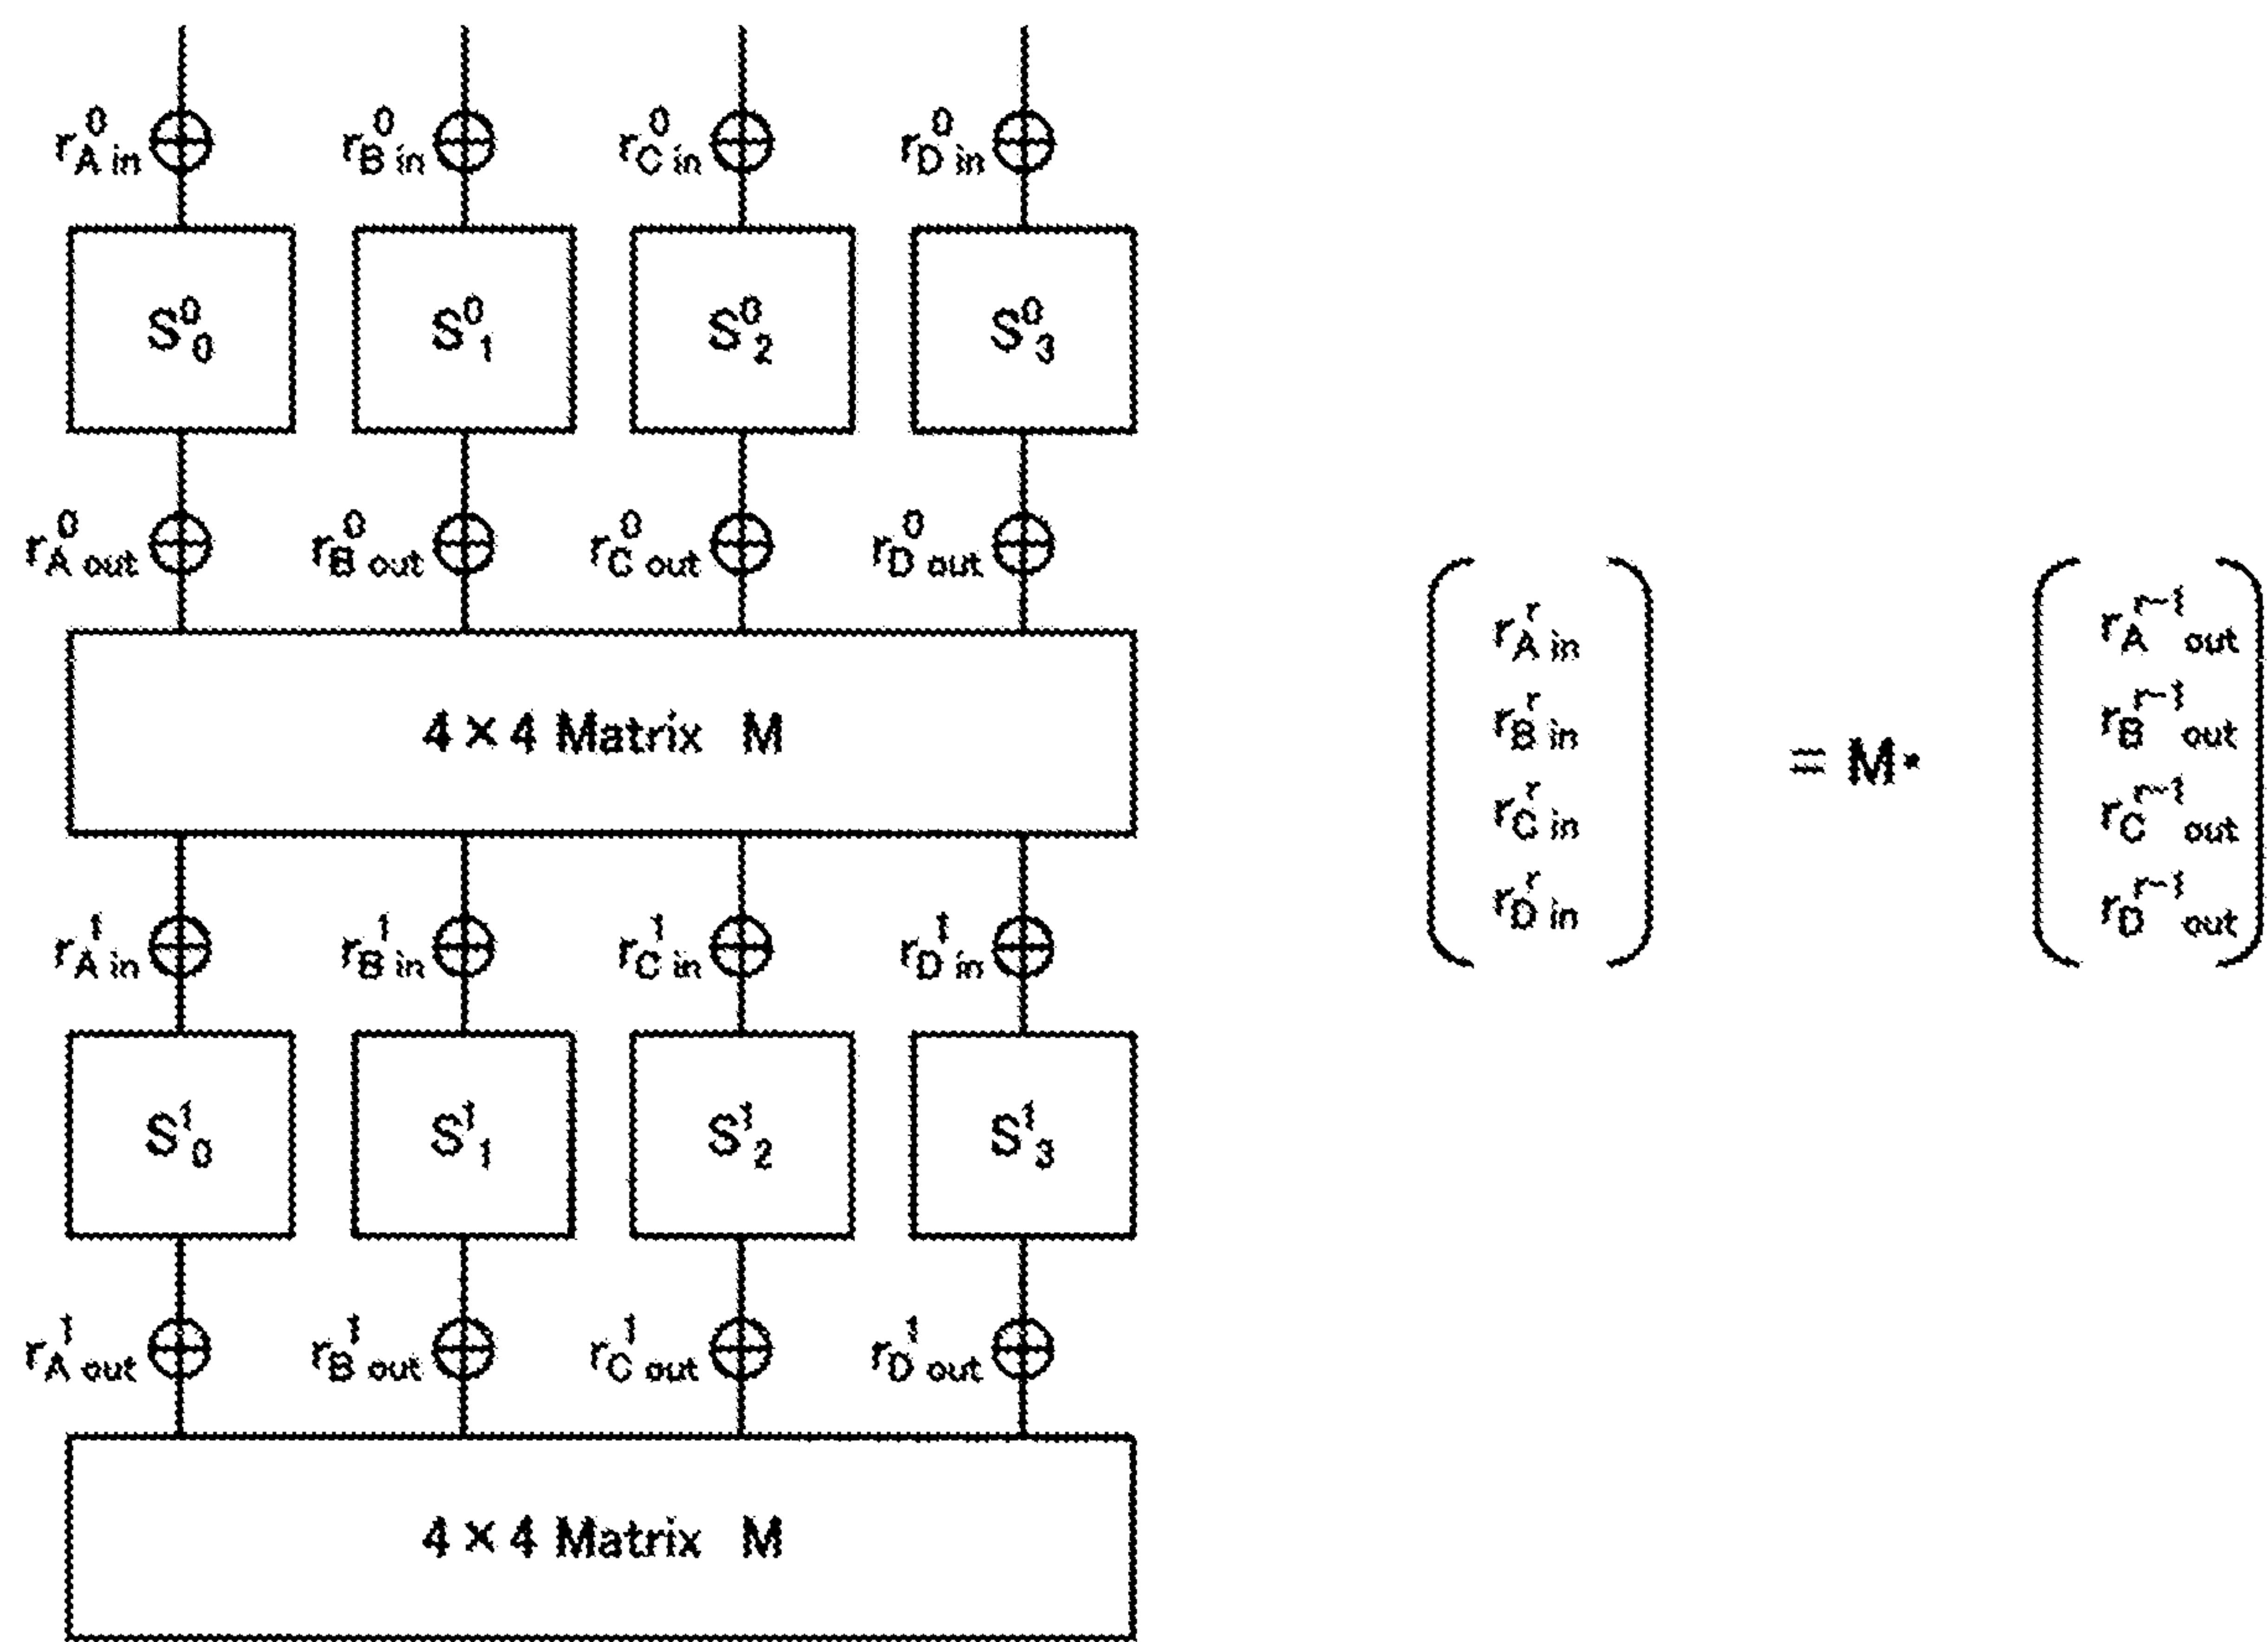 r⁰A in r⁰B in r⁰C in r⁰D in
S⁰0 S⁰1 S⁰2 S⁰3
r⁰A out r⁰B out r⁰C out r⁰D out
4×4 Matrix M
r¹A in r¹B in r¹C in r¹D in
S¹0 S¹1 S¹2 S¹3
r¹A out r¹B out r¹C out r¹D out
4×4 Matrix M
rʳA in
rʳB in
rʳC in
rʳD in
= M·
rʳ⁻¹A out
rʳ⁻¹B out
rʳ⁻¹C out
rʳ⁻¹D out